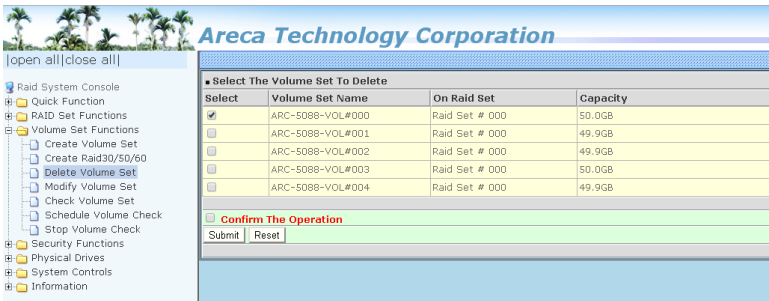 Areca Technology Corporation
|open all|close all|
Raid System Console
Quick Function
RAID Set Functions
Volume Set Functions
Create Volume Set
Create Raid30/50/60
Delete Volume Set
Modify Volume Set
Check Volume Set
Schedule Volume Check
Stop Volume Check
Security Functions
Physical Drives
System Controls
Information
Select The Volume Set To Delete
Select Volume Set Name On Raid Set Capacity
ARC-5088-VOL#000 Raid Set # 000 50.0GB
ARC-5088-VOL#001 Raid Set # 000 49.9GB
ARC-5088-VOL#002 Raid Set # 000 49.9GB
ARC-5088-VOL#003 Raid Set # 000 50.0GB
ARC-5088-VOL#004 Raid Set # 000 49.9GB
Confirm The Operation
Submit Reset